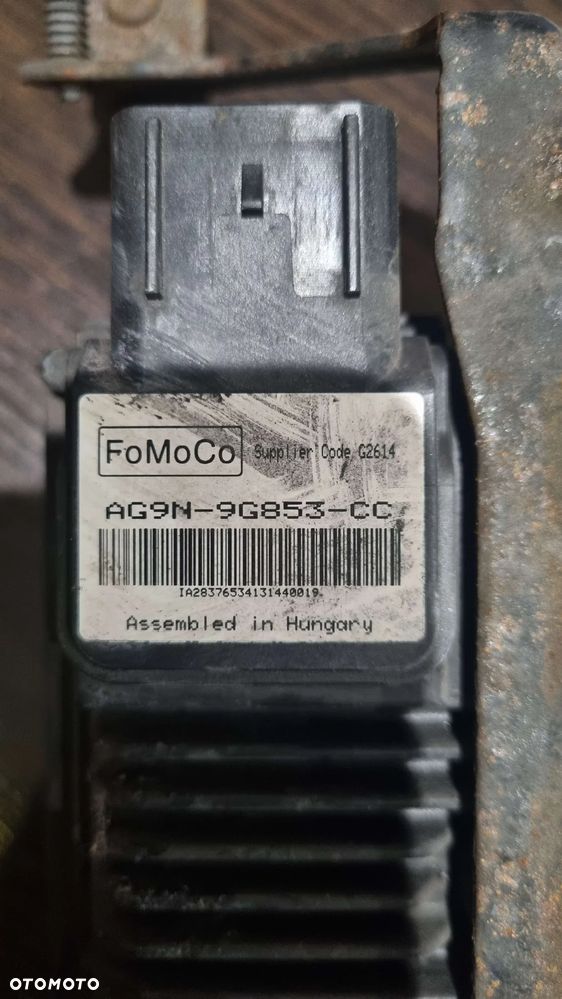 FoMoCo Supplier Code G2614
AG9N-9G853-CC
IA28376534131440019
Assembled in Hungary
OTOMOTO